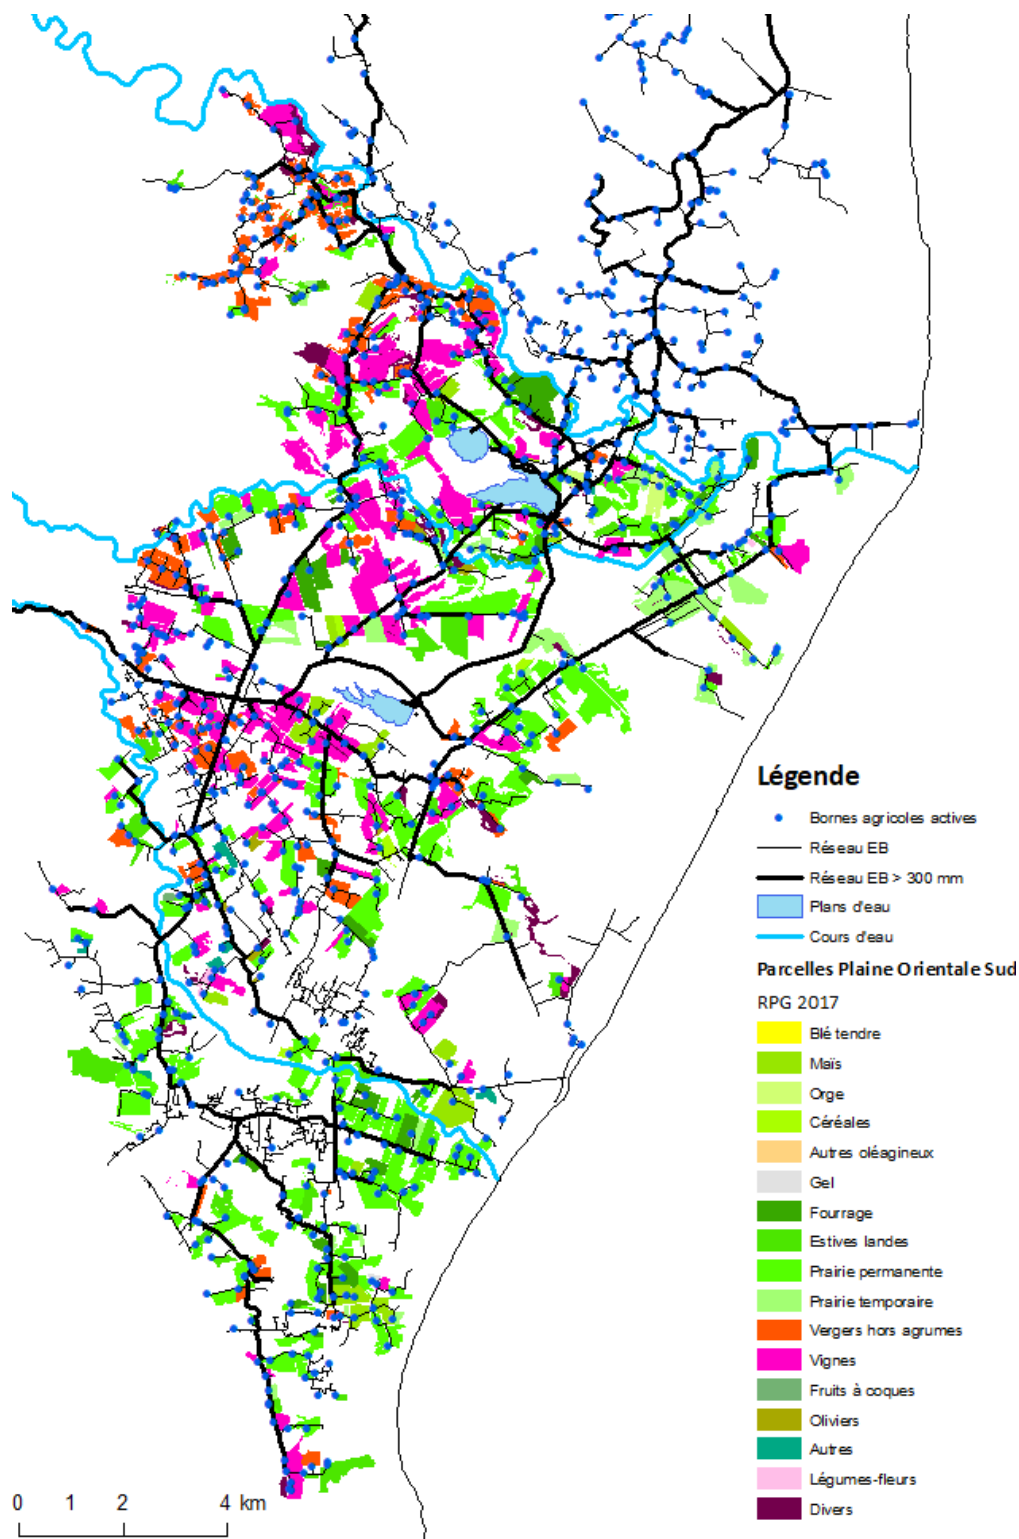 Légende
Bornes agricoles actives
Réseau EB
Réseau EB > 300 mm
Plans d'eau
Cours d'eau
Parcelles Plaine Orientale Sud
RPG 2017
Blé tendre
Maïs
Orge
Céréales
Autres oléagineux
Gel
Fourrage
Estives landes
Prairie permanente
Prairie temporaire
Vergers hors agrumes
Vignes
Fruits à coques
Oliviers
Autres
Légumes-fleurs
Divers
0 1 2 4 km